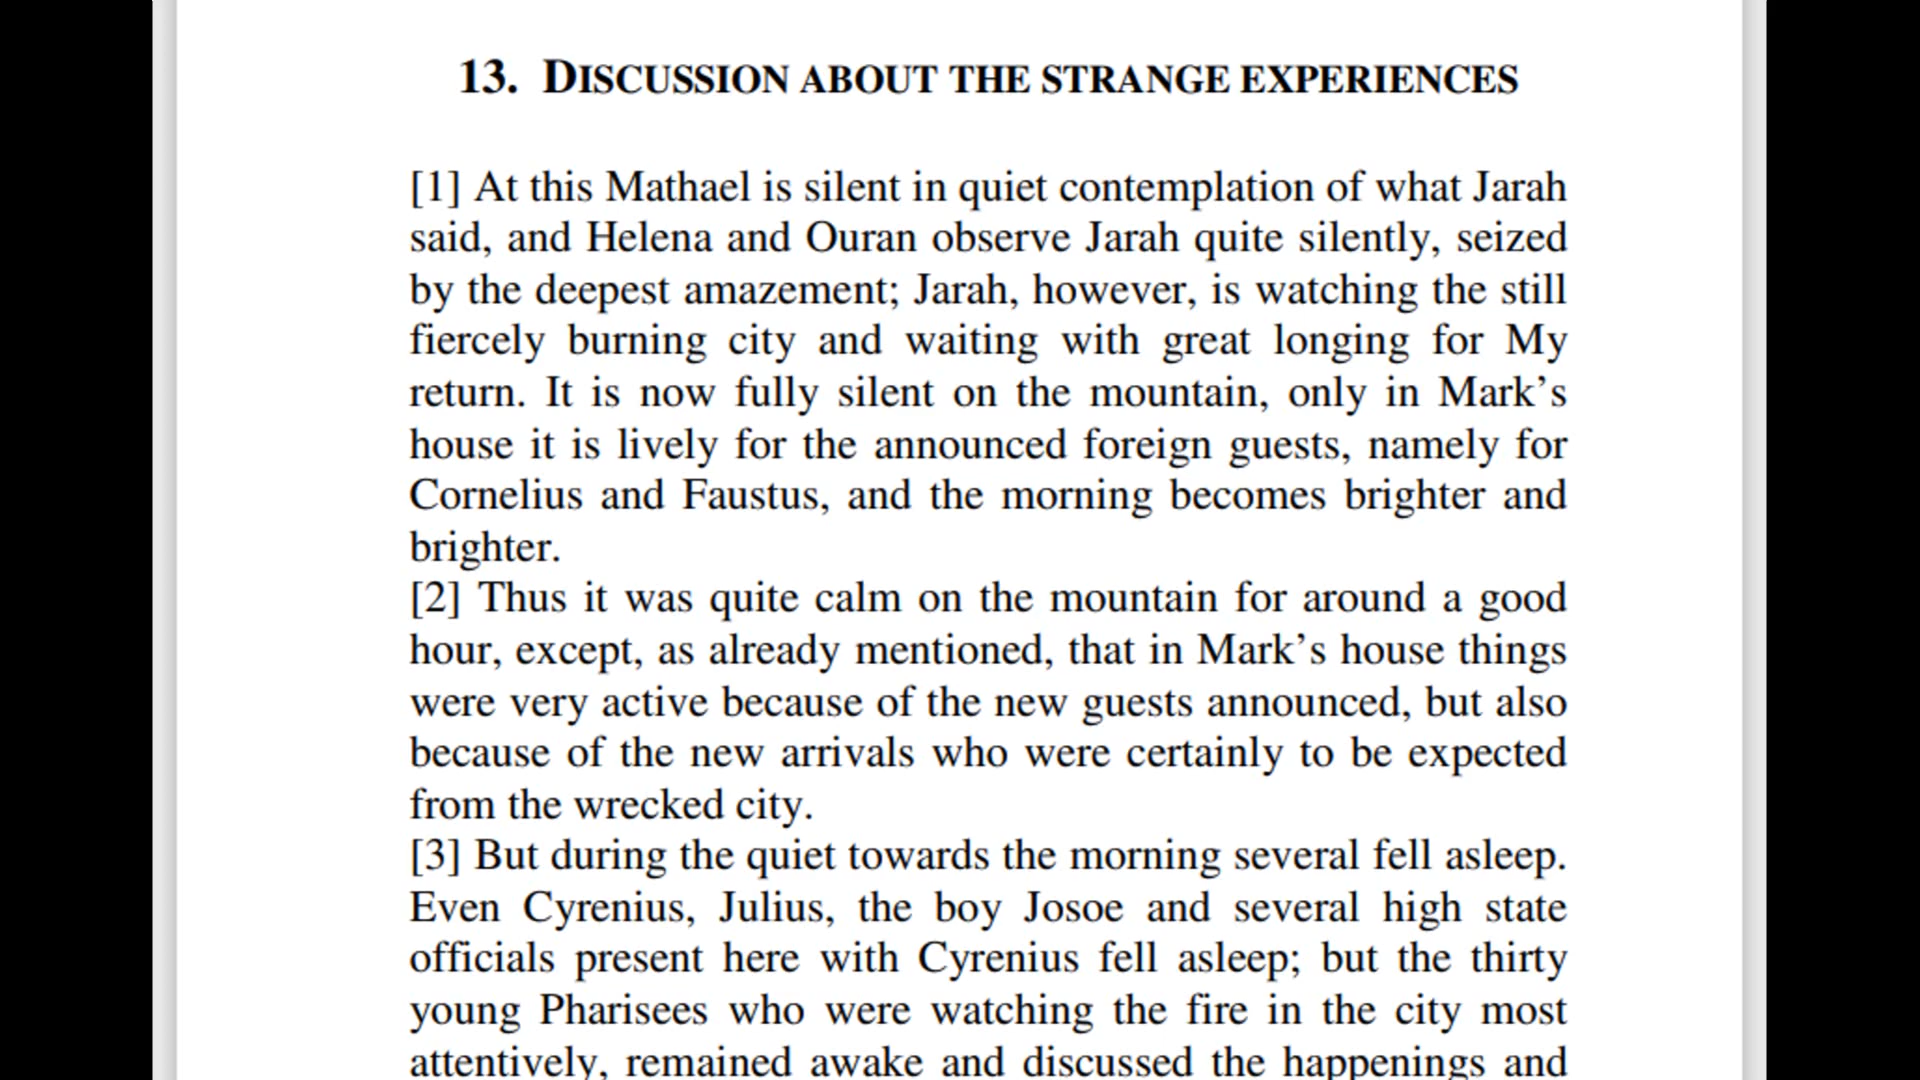 13. DISCUSSION ABOUT THE STRANGE EXPERIENCES
[1] At this Mathael is silent in quiet contemplation of what Jarah
said, and Helena and Ouran observe Jarah quite silently, seized
by the deepest amazement; Jarah, however, is watching the still
fiercely burning city and waiting with great longing for My
return. It is now fully silent on the mountain, only in Mark’s
house it is lively for the announced foreign guests, namely for
Cornelius and Faustus, and the morning becomes brighter and
brighter.
[2] Thus it was quite calm on the mountain for around a good
hour, except, as already mentioned, that in Mark’s house things
were very active because of the new guests announced, but also
because of the new arrivals who were certainly to be expected
from the wrecked city.
[3] But during the quiet towards the morning several fell asleep.
Even Cyrenius, Julius, the boy Josoe and several high state
officials present here with Cyrenius fell asleep; but the thirty
young Pharisees who were watching the fire in the city most
attentively, remained awake and discussed the happenings and